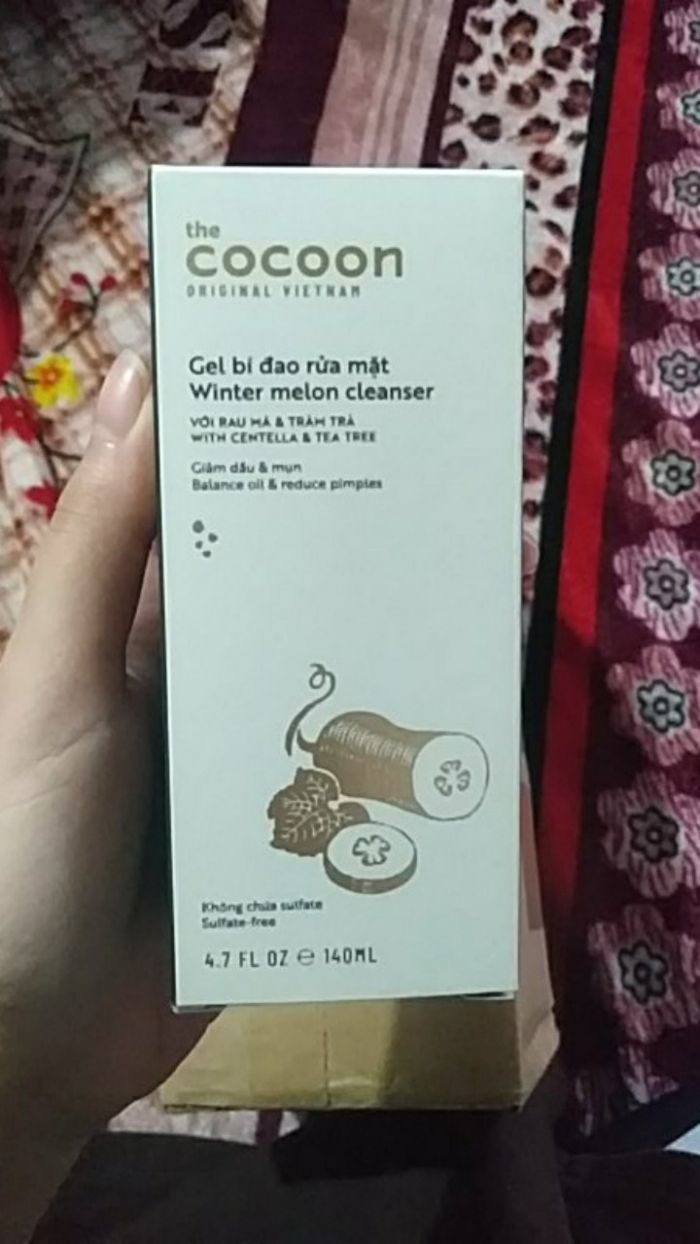 the
cocoon
ORIGINAL VIETNAM
Gel bí đao rửa mặt
Winter melon cleanser
VỚI RAU MÁ & TRÀM TRÀ
WITH CENTELLA & TEA TREE
Giảm dầu & mụn
Balance oil & reduce pimples
Không chứa sulfate
Sulfate-free
4.7 FL OZ ℮ 140ML